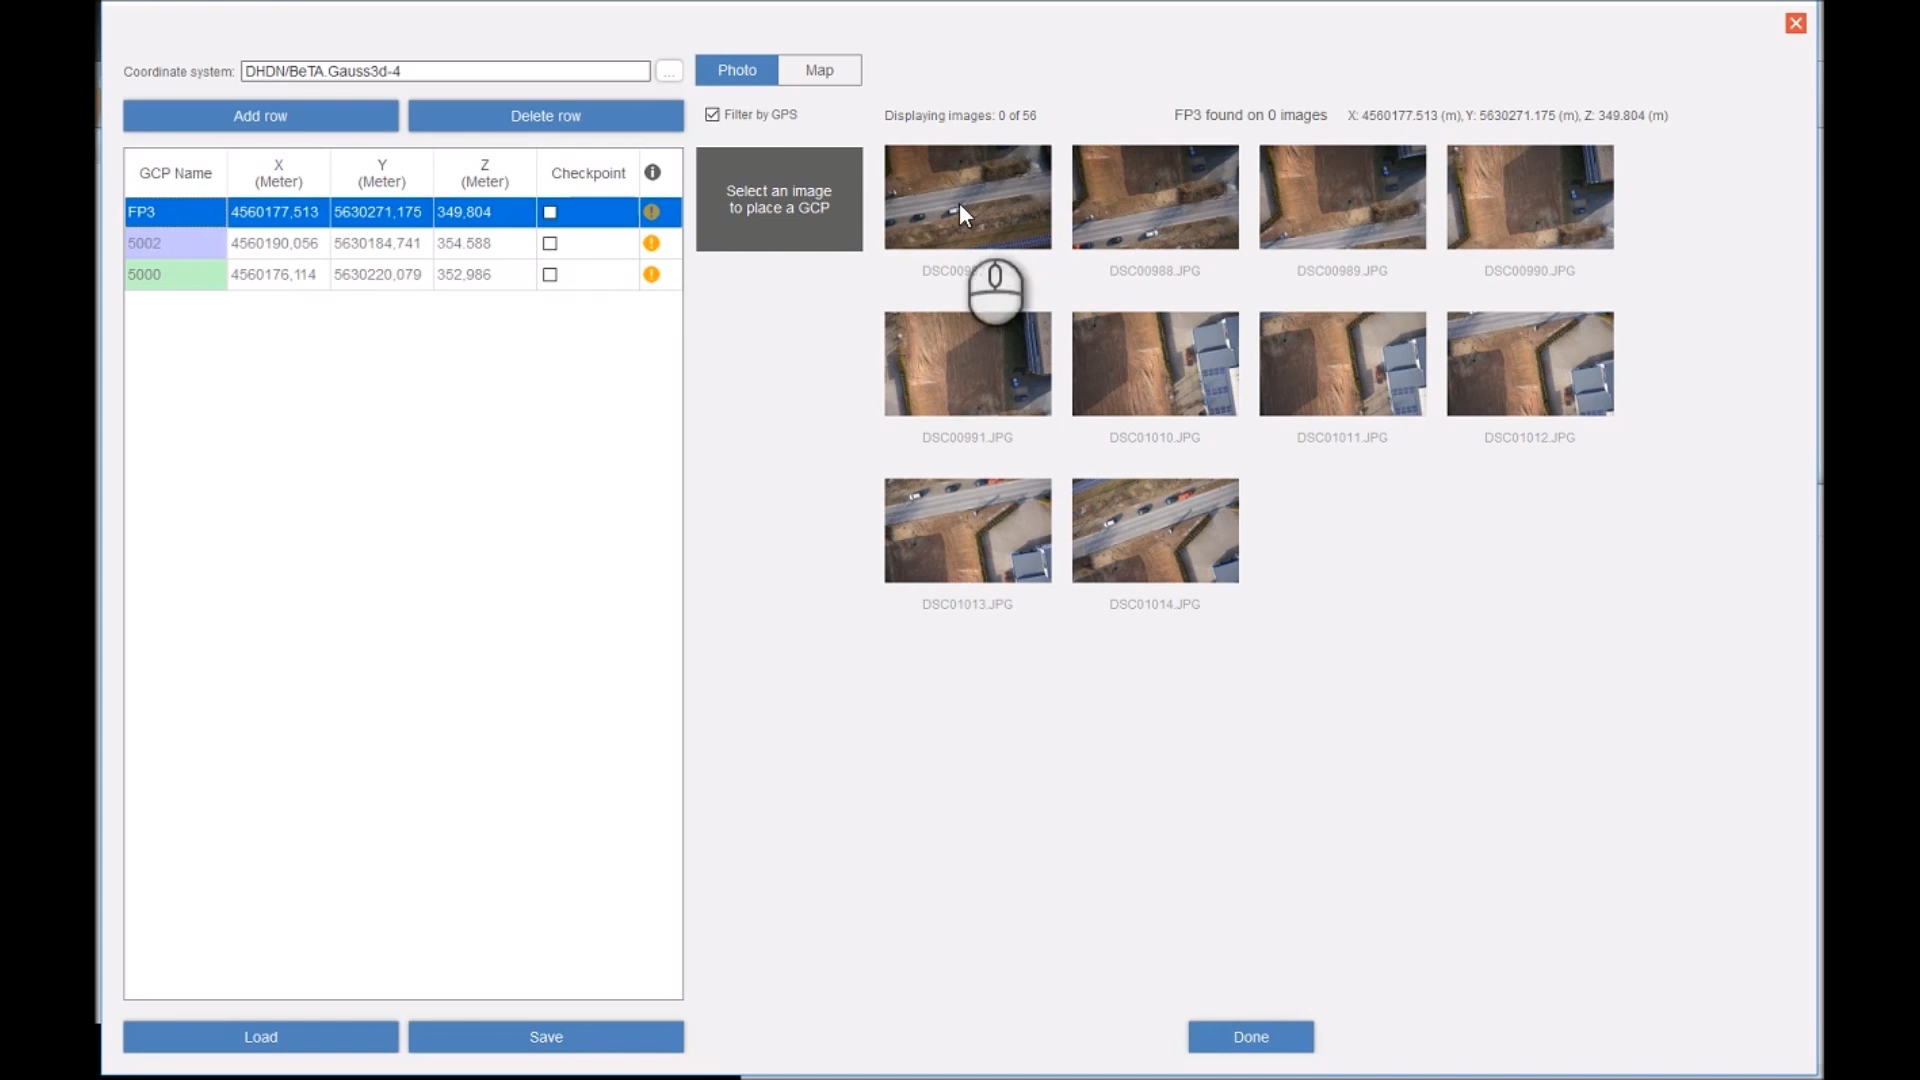 Coordinate system: DHDN/BeTA.Gauss3d-4 ...
Photo Map
Add row Delete row
Filter by GPS
Displaying images: 0 of 56
FP3 found on 0 images X: 4560177.513 (m), Y: 5630271.175 (m), Z: 349.804 (m)
GCP Name X (Meter) Y (Meter) Z (Meter) Checkpoint
FP3 4560177,513 5630271,175 349,804
5002 4560190,056 5630184,741 354.588
5000 4560176,114 5630220,079 352,986
Select an image
to place a GCP
DSC00988.JPG DSC00989.JPG DSC00990.JPG
DSC00991.JPG DSC01010.JPG DSC01011.JPG DSC01012.JPG
DSC01013.JPG DSC01014.JPG
Load Save Done